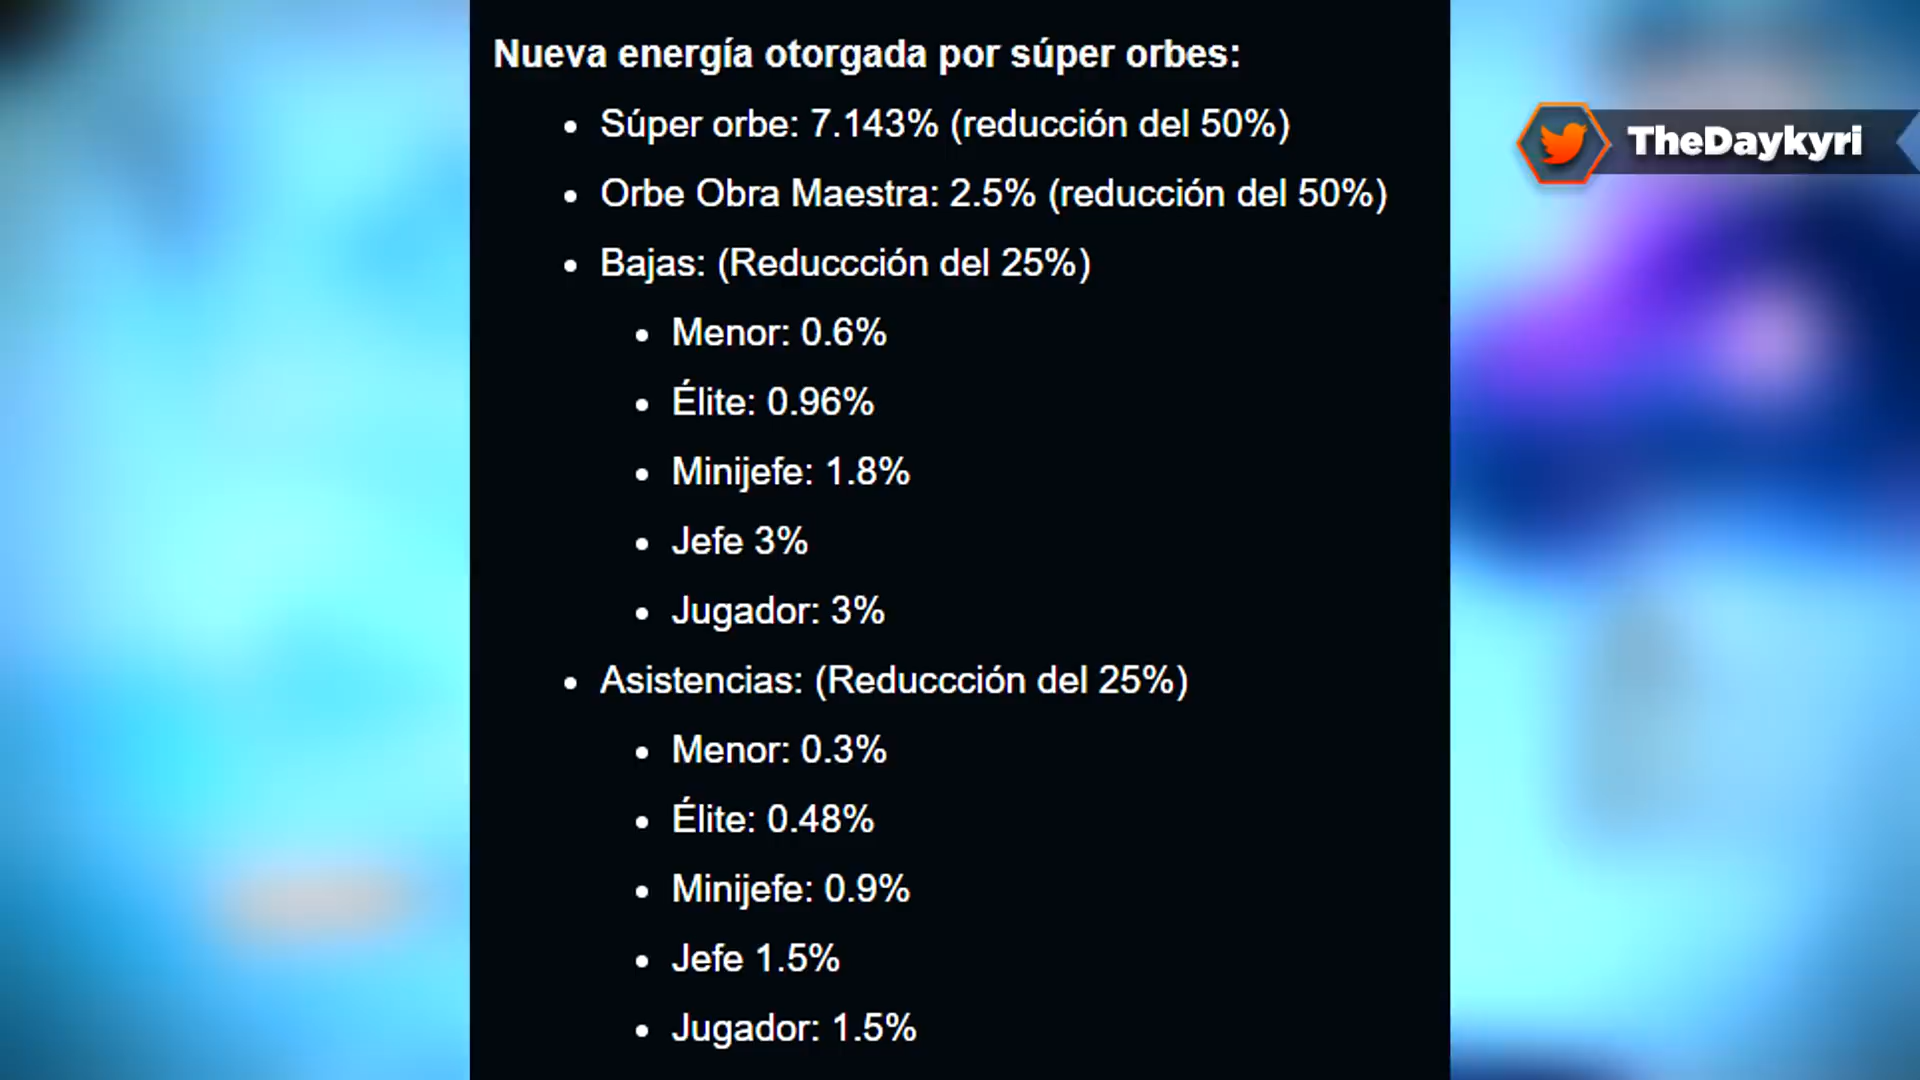 Nueva energía otorgada por súper orbes:
• Súper orbe: 7.143% (reducción del 50%)
• Orbe Obra Maestra: 2.5% (reducción del 50%)
• Bajas: (Reduccción del 25%)
• Menor: 0.6%
• Élite: 0.96%
• Minijefe: 1.8%
• Jefe 3%
• Jugador: 3%
• Asistencias: (Reduccción del 25%)
• Menor: 0.3%
• Élite: 0.48%
• Minijefe: 0.9%
• Jefe 1.5%
• Jugador: 1.5%
TheDaykyri